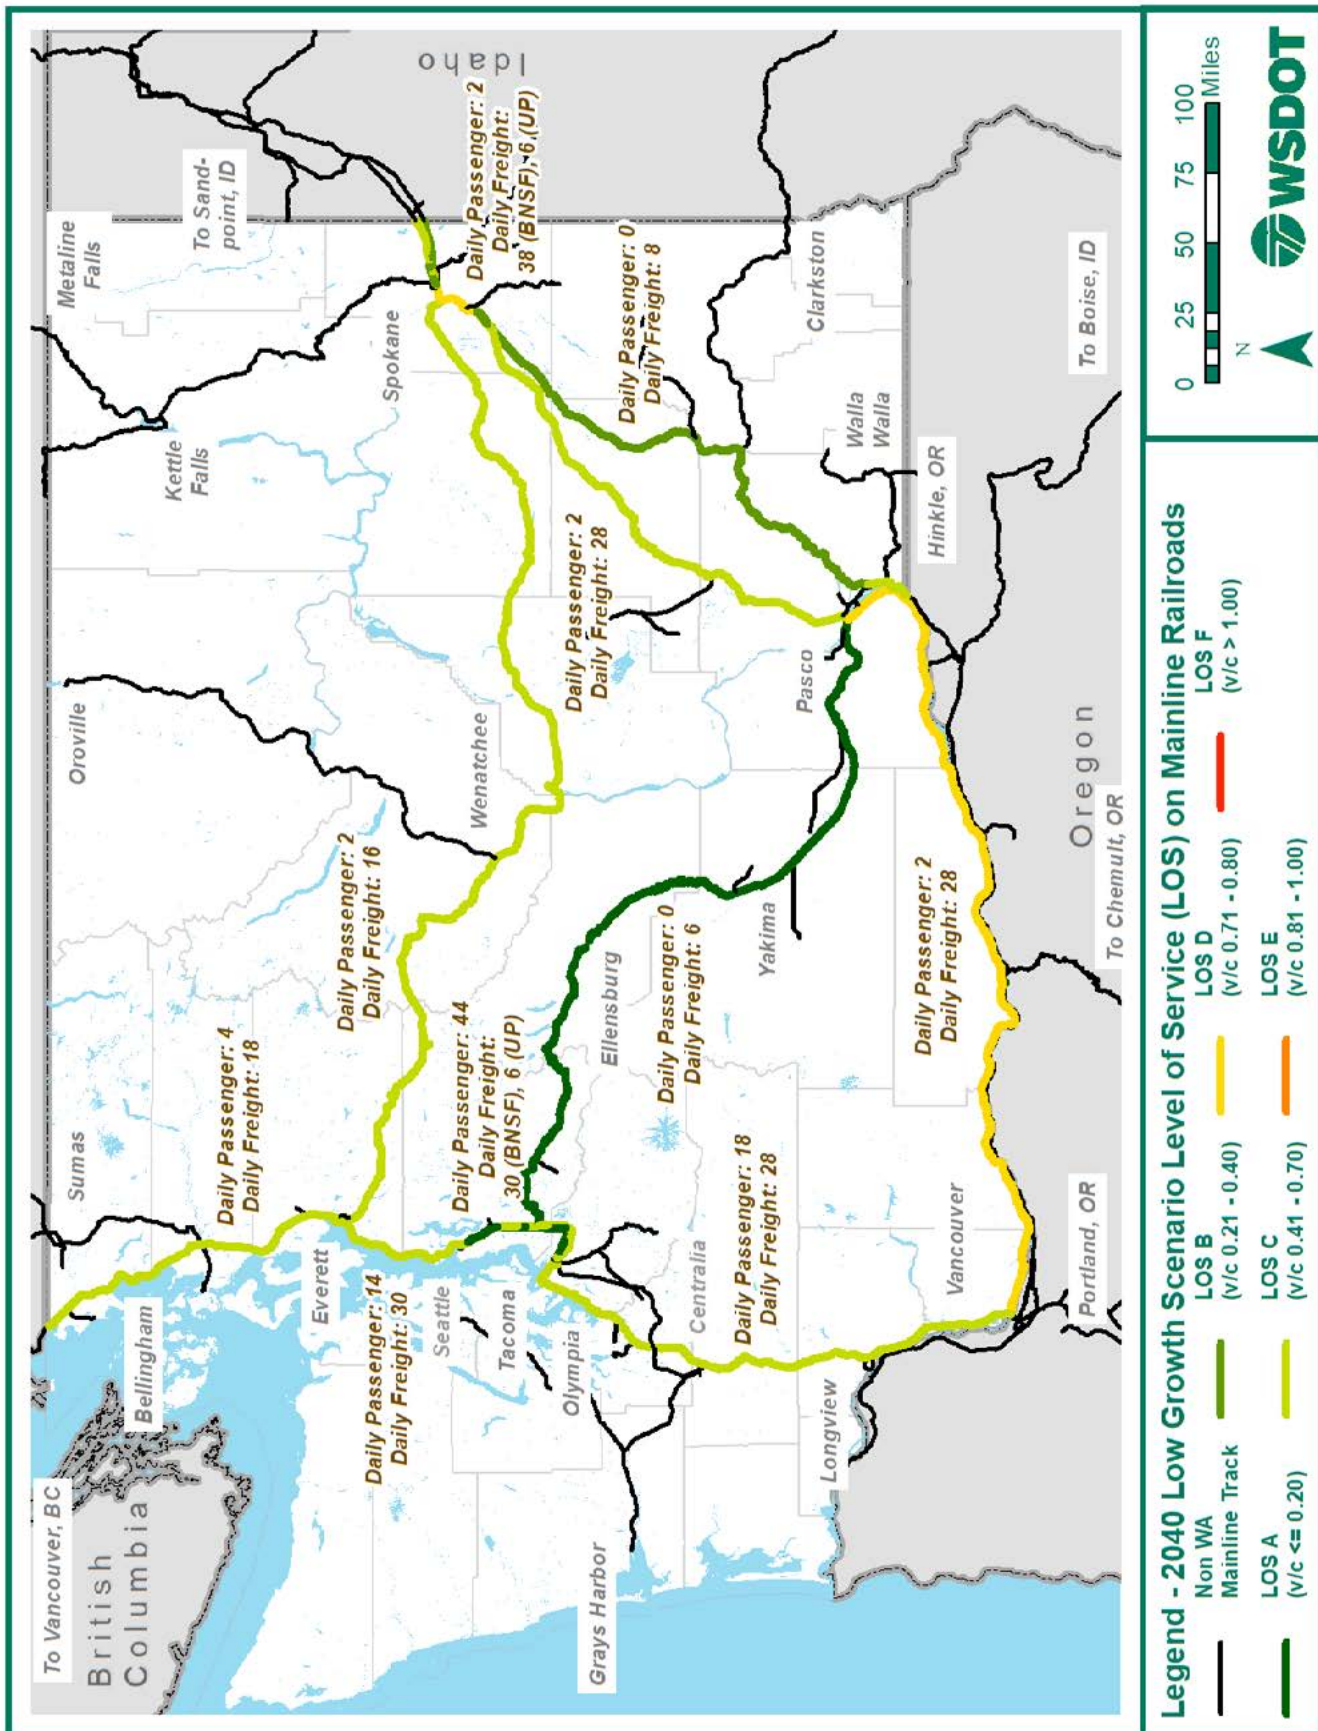 To Vancouver, BC
British
Columbia
Bellingham
Sumas
Oroville
Metaline
Falls
To Sand-
point, ID
Idaho
Kettle
Falls
Daily Passenger: 4
Daily Freight: 18
Everett
Daily Passenger: 2
Daily Freight: 16
Spokane
Daily Passenger: 2
Daily Freight:
38 (BNSF), 6 (UP)
Daily Passenger: 14
Daily Freight: 30
Seattle
Daily Passenger: 44
Daily Freight:
30 (BNSF), 6 (UP)
Wenatchee
Tacoma
Olympia
Daily Passenger: 2
Daily Freight: 28
Daily Passenger: 0
Daily Freight: 8
Grays Harbor
Ellensburg
Daily Passenger: 0
Daily Freight: 6
Centralia
Daily Passenger: 18
Daily Freight: 28
Yakima
Pasco
Clarkston
Walla
Walla
Longview
Vancouver
Daily Passenger: 2
Daily Freight: 28
Hinkle, OR
Portland, OR
Oregon
To Chemult, OR
To Boise, ID
Legend - 2040 Low Growth Scenario Level of Service (LOS) on Mainline Railroads
Non WA
Mainline Track
LOS B
(v/c 0.21 - 0.40)
LOS D
(v/c 0.71 - 0.80)
LOS F
(v/c > 1.00)
LOS A
(v/c <= 0.20)
LOS C
(v/c 0.41 - 0.70)
LOS E
(v/c 0.81 - 1.00)
0 25 50 75 100
Miles
N
WSDOT